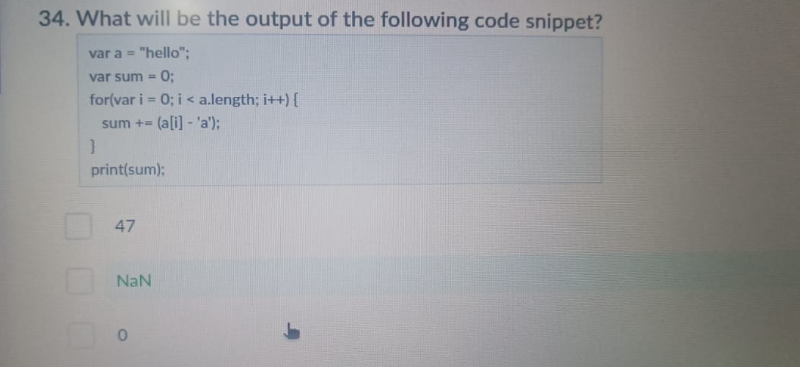 34. What will be the output of the following code snippet?
var a = "hello";
var sum = 0;
for(var i = 0; i < a.length; i++) {
sum += (a[i] - 'a');
}
print(sum);
47
NaN
0